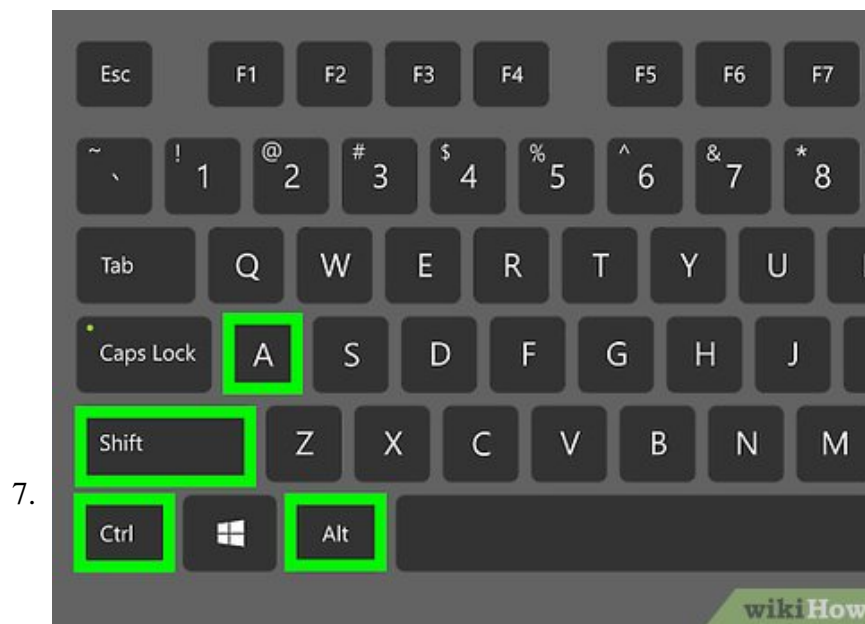 Esc F1 F2 F3 F4 F5 F6 F7
~ ` ! 1 @ 2 # 3 $ 4 % 5 ^ 6 & 7 * 8
Tab Q W E R T Y U
Caps Lock A S D F G H J
Shift Z X C V B N M
7.
Ctrl Alt
wikiHow